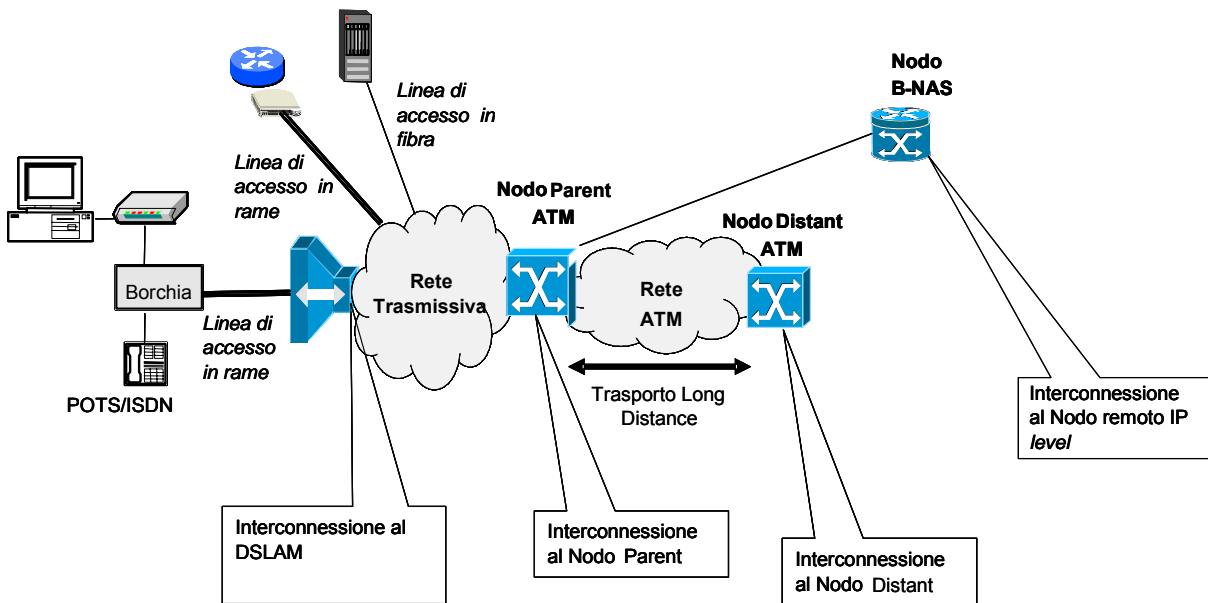 Linea di
accesso in
fibra
Nodo
B-NAS
Linea di
accesso in
rame
Nodo Parent
ATM
Nodo Distant
ATM
Borchia
Rete
Trasmissiva
Rete
ATM
Linea di
accesso
in rame
POTS/ISDN
Trasporto Long
Distance
Interconnessione
al Nodo remoto IP
level
Interconnessione al
DSLAM
Interconnessione
al Nodo Parent
Interconnessione
al Nodo Distant